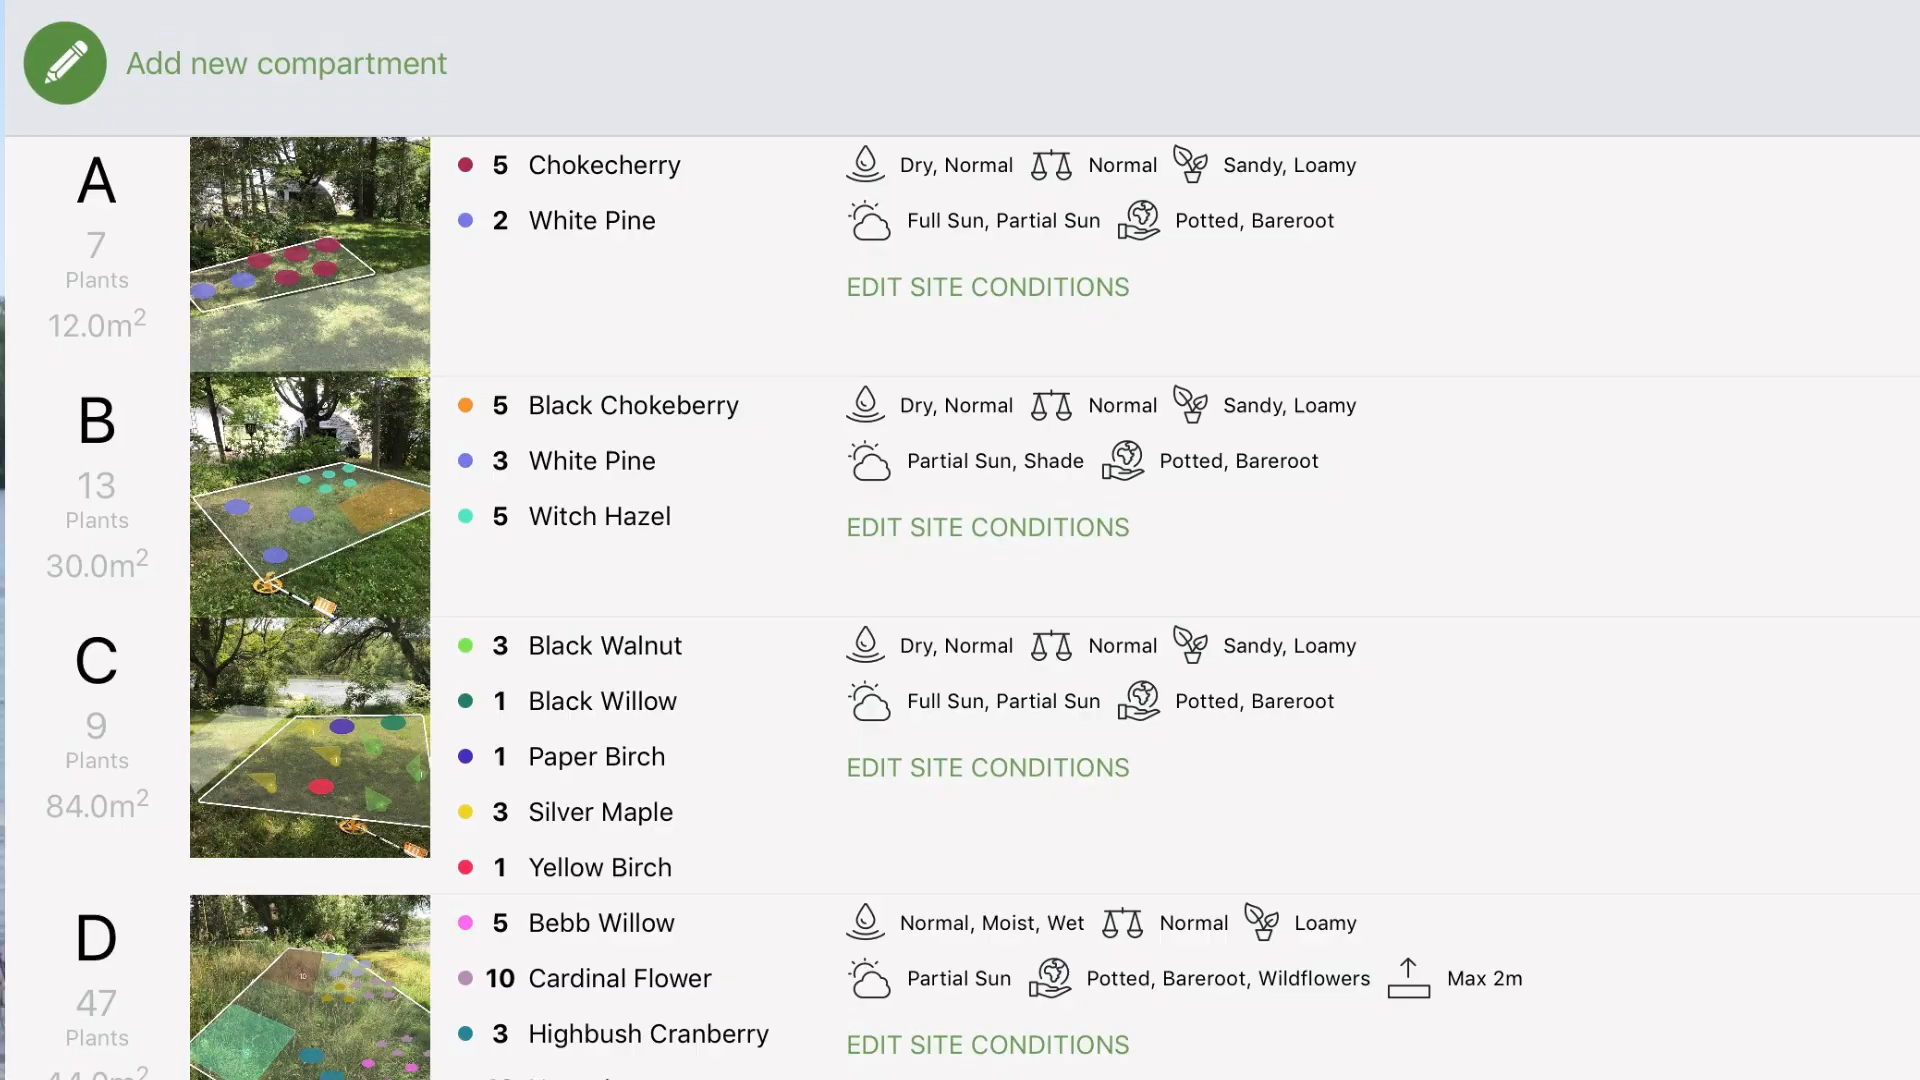 Add new compartment
A
7
Plants
12.0m²
5 Chokecherry
2 White Pine
Dry, Normal Normal Sandy, Loamy
Full Sun, Partial Sun Potted, Bareroot
EDIT SITE CONDITIONS
B
13
Plants
30.0m²
5 Black Chokeberry
3 White Pine
5 Witch Hazel
Dry, Normal Normal Sandy, Loamy
Partial Sun, Shade Potted, Bareroot
EDIT SITE CONDITIONS
C
9
Plants
84.0m²
3 Black Walnut
1 Black Willow
1 Paper Birch
3 Silver Maple
1 Yellow Birch
Dry, Normal Normal Sandy, Loamy
Full Sun, Partial Sun Potted, Bareroot
EDIT SITE CONDITIONS
D
47
Plants
5 Bebb Willow
10 Cardinal Flower
3 Highbush Cranberry
Normal, Moist, Wet Normal Loamy
Partial Sun Potted, Bareroot, Wildflowers Max 2m
EDIT SITE CONDITIONS